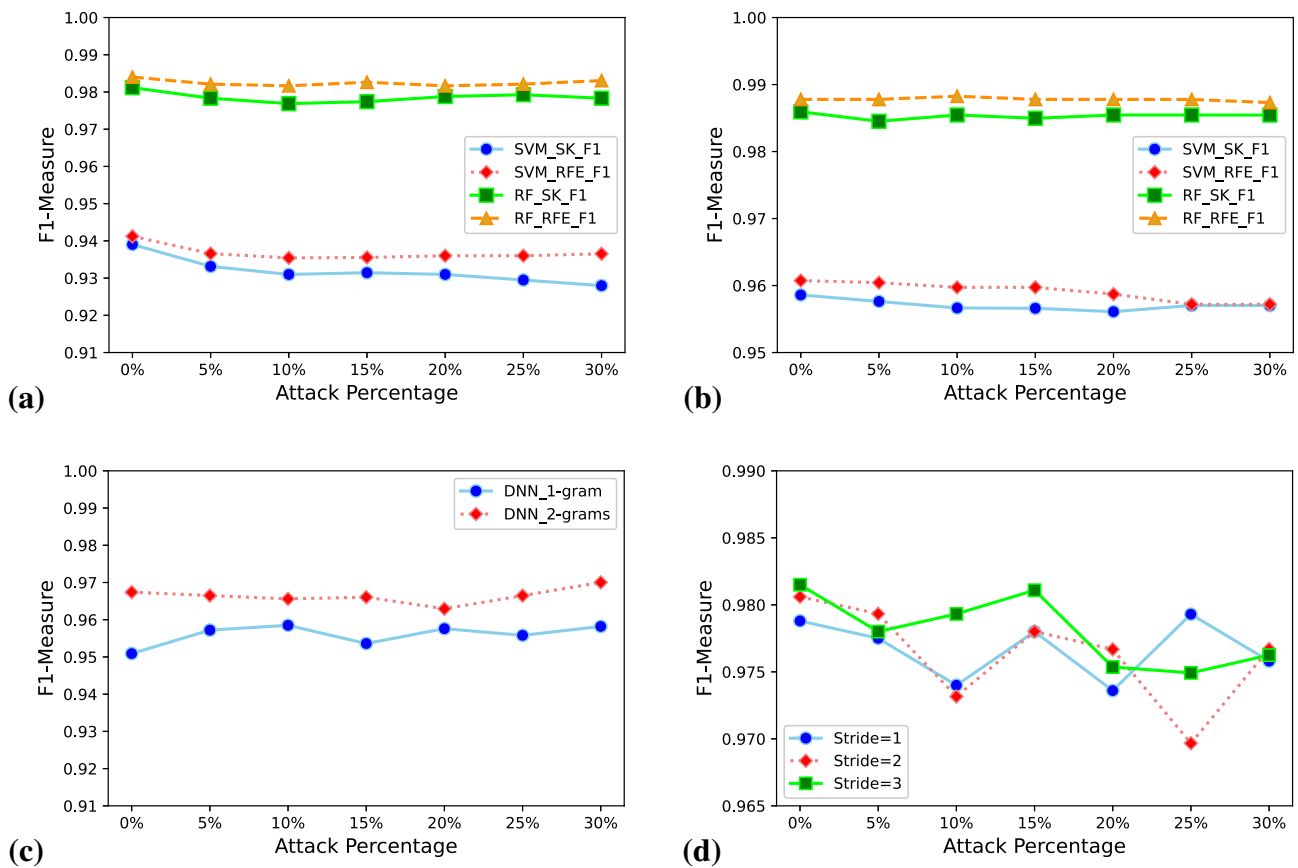 1.00
0.99
0.98
0.97
0.96
0.95
0.94
0.93
0.92
0.91
F1-Measure
SVM_SK_F1
SVM_RFE_F1
RF_SK_F1
RF_RFE_F1
0% 5% 10% 15% 20% 25% 30%
Attack Percentage
(a)
1.00
0.99
0.98
0.97
0.96
0.95
F1-Measure
SVM_SK_F1
SVM_RFE_F1
RF_SK_F1
RF_RFE_F1
0% 5% 10% 15% 20% 25% 30%
Attack Percentage
(b)
1.00
0.99
0.98
0.97
0.96
0.95
0.94
0.93
0.92
0.91
F1-Measure
DNN_1-gram
DNN_2-grams
0% 5% 10% 15% 20% 25% 30%
Attack Percentage
(c)
0.990
0.985
0.980
0.975
0.970
0.965
F1-Measure
Stride=1
Stride=2
Stride=3
0% 5% 10% 15% 20% 25% 30%
Attack Percentage
(d)